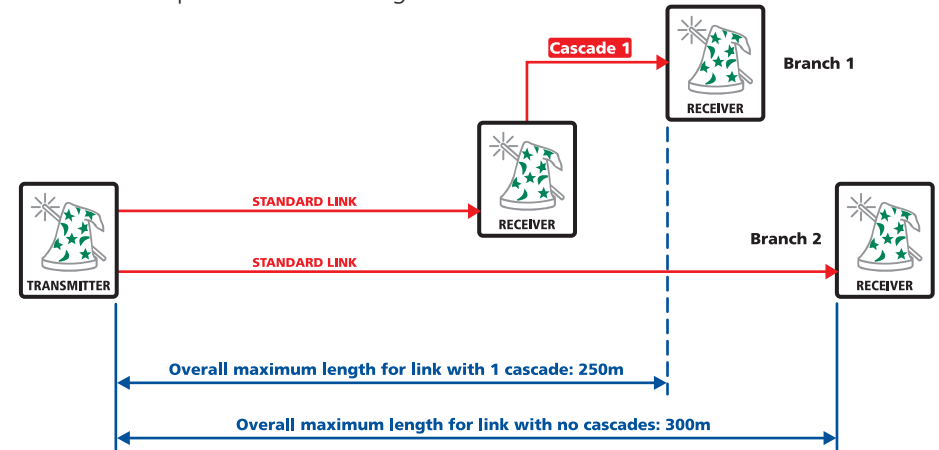 Cascade 1
Branch 1
RECEIVER
RECEIVER
STANDARD LINK
Branch 2
STANDARD LINK
TRANSMITTER
RECEIVER
Overall maximum length for link with 1 cascade: 250m
Overall maximum length for link with no cascades: 300m